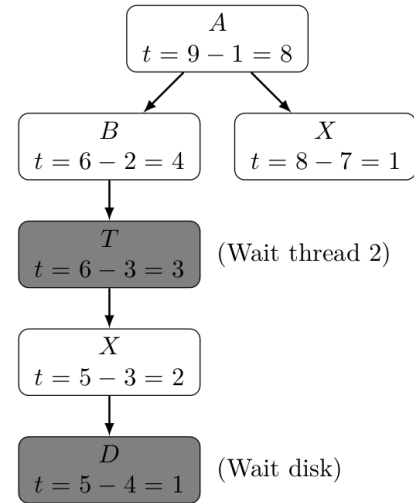 A
t = 9 − 1 = 8
B
t = 6 − 2 = 4
X
t = 8 − 7 = 1
T
t = 6 − 3 = 3
(Wait thread 2)
X
t = 5 − 3 = 2
D
t = 5 − 4 = 1
(Wait disk)